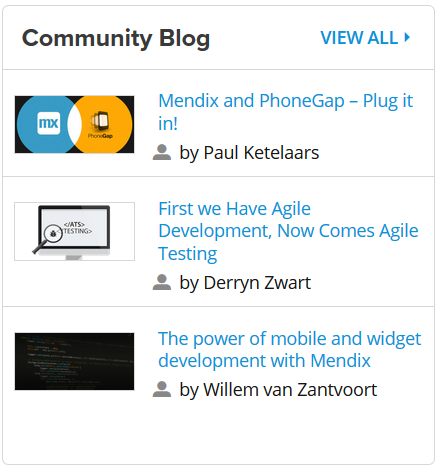 Community Blog
VIEW ALL
Mendix and PhoneGap – Plug it
in!
mx
PhoneGap
by Paul Ketelaars
First we Have Agile
Development, Now Comes Agile
Testing
</ATS>
<TESTING>
by Derryn Zwart
The power of mobile and widget
development with Mendix
by Willem van Zantvoort